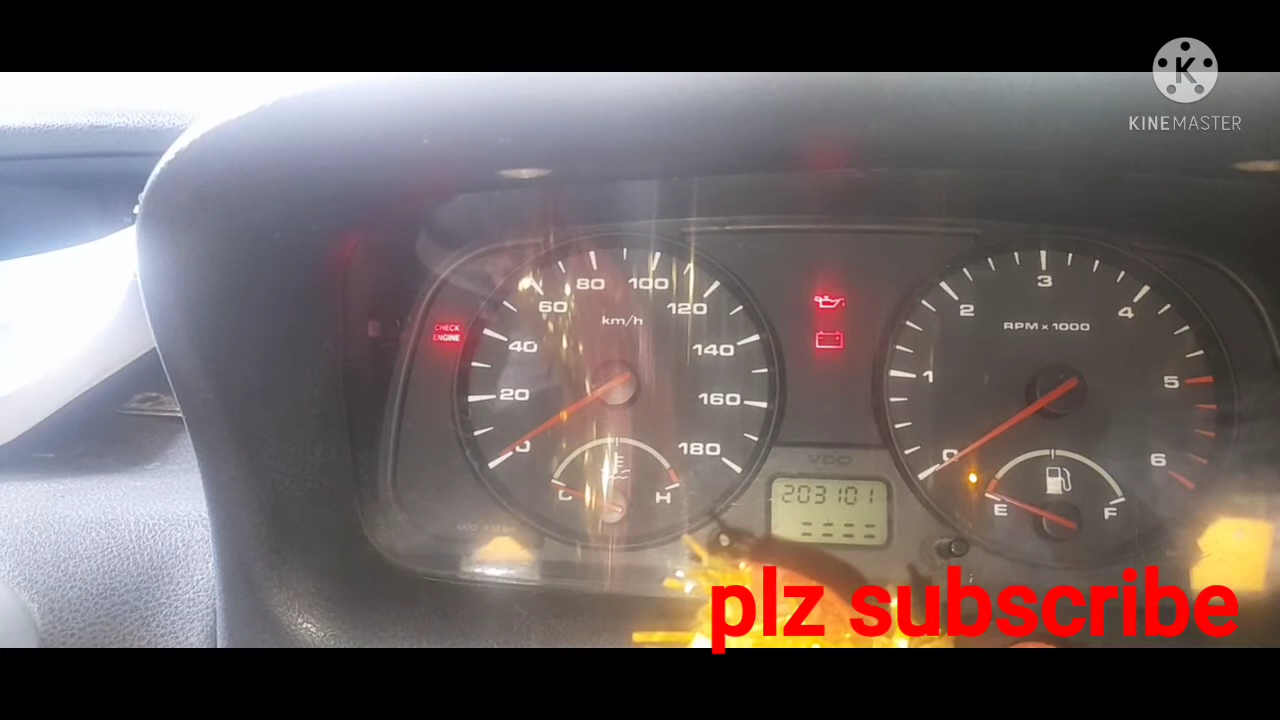 KINEMASTER
80
100
60
120
km/h
40
140
20
160
0
180
C
H
CHECK
ENGINE
VDO
203101
3
2
4
RPM x 1000
1
5
0
6
E
F
plz subscribe